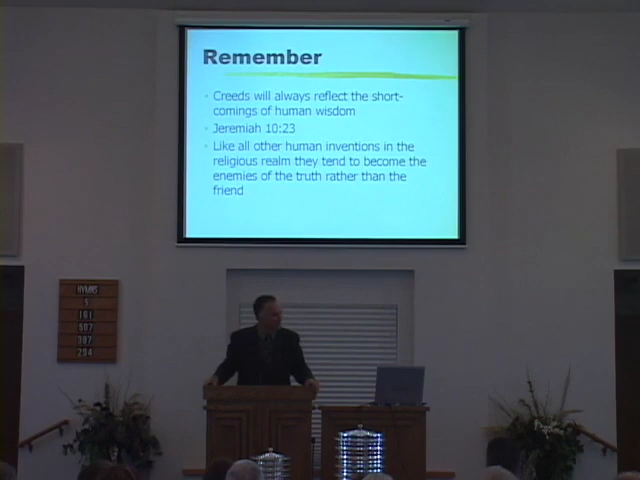 Remember
Creeds will always reflect the short-
comings of human wisdom
Jeremiah 10:23
Like all other human inventions in the
religious realm they tend to become the
enemies of the truth rather than the
friend
HYMNS
5
101
507
397
294